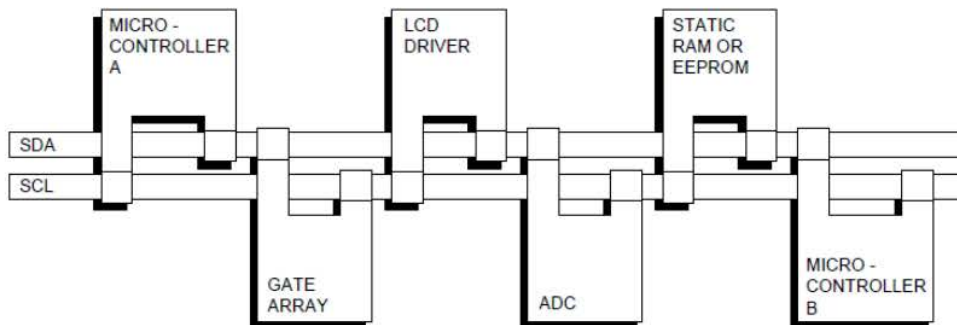 MICRO -
CONTROLLER
A
LCD
DRIVER
STATIC
RAM OR
EEPROM
SDA
SCL
GATE
ARRAY
ADC
MICRO -
CONTROLLER
B